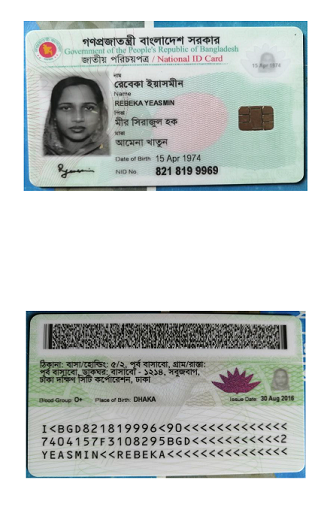 গণপ্রজাতন্ত্রী বাংলাদেশ সরকার
Government of the People's Republic of Bangladesh
জাতীয় পরিচয়পত্র / National ID Card
15 Apr 1974
নাম
রেবেকা ইয়াসমীন
Name
REBEKA YEASMIN
পিতা
মীর সিরাজুল হক
মাতা
আমেনা খাতুন
Date of Birth 15 Apr 1974
NID No. 821 819 9969
ঠিকানা: বাসা/হোল্ডিং: ৫/২, পূর্ব বাসাবো, গ্রাম/রাস্তা:
পূর্ব বাসাবো, ডাকঘর: বাসাবো - ১২১৪, সবুজবাগ,
ঢাকা দক্ষিণ সিটি কর্পোরেশন, ঢাকা
Blood Group O+ Place of Birth: DHAKA Issue Date 30 Aug 2016
I<BGD821819996<90<<<<<<<<<<<<<
7404157F3108295BGD<<<<<<<<<<<2
YEASMIN<<REBEKA<<<<<<<<<<<<<<<